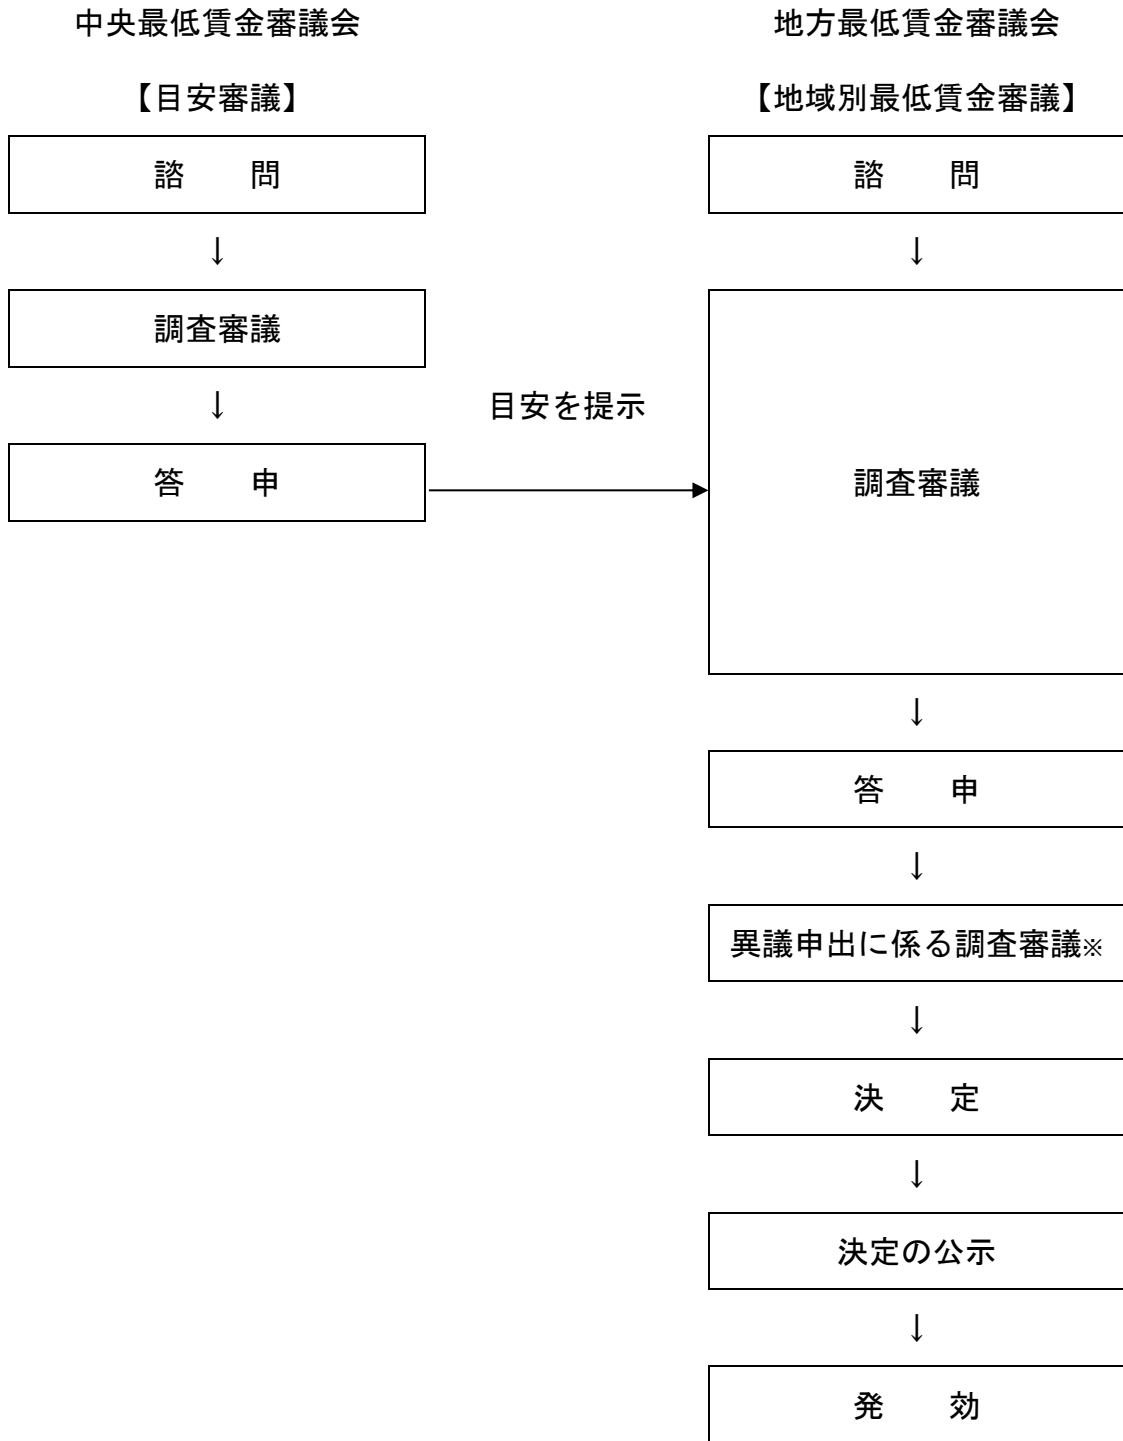 中央最低賃金審議会
【目安審議】
諮　　問
↓
調査審議
↓
答　　申
目安を提示
地方最低賃金審議会
【地域別最低賃金審議】
諮　　問
↓
調査審議
↓
答　　申
↓
異議申出に係る調査審議※
↓
決　　定
↓
決定の公示
↓
発　　効